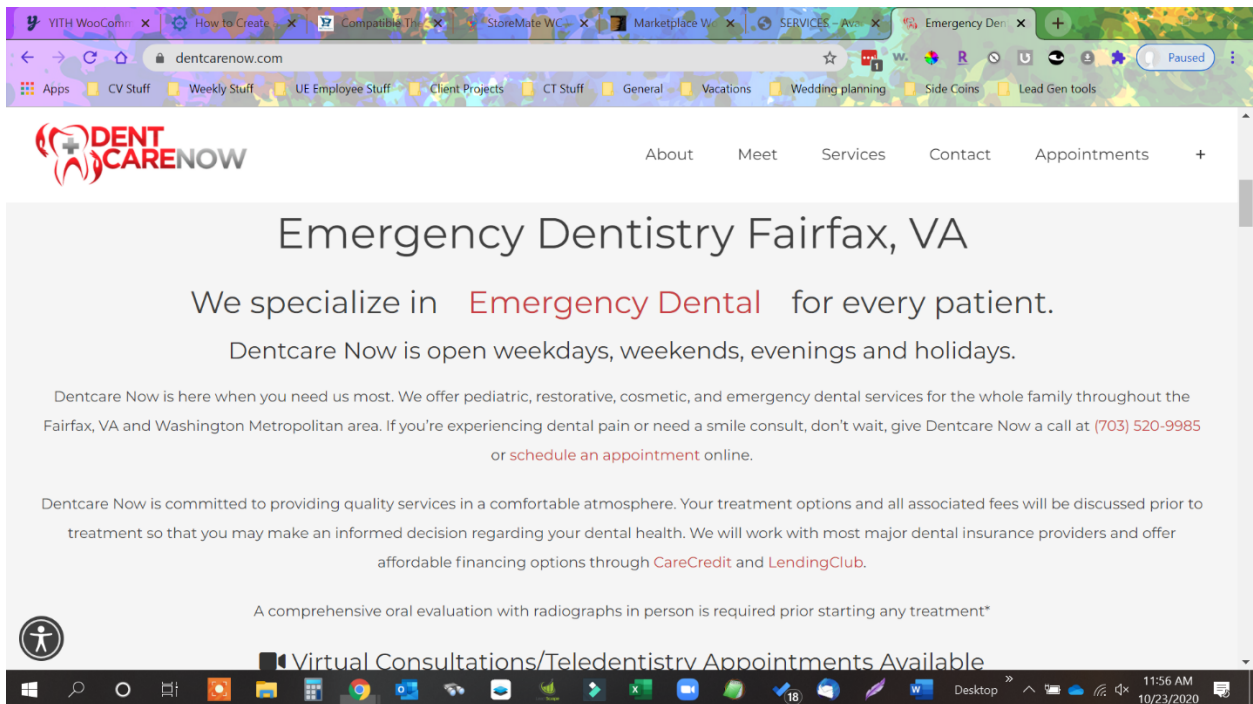 YITH WooComm
How to Create
Compatible Th
StoreMate WC
Marketplace Wo
SERVICES – Ava
Emergency Den
dentcarenow.com
1
W.
R
Paused
Apps
CV Stuff
Weekly Stuff
UE Employee Stuff
Client Projects
CT Stuff
General
Vacations
Wedding planning
Side Coins
Lead Gen tools
DENT
CARENOW
About
Meet
Services
Contact
Appointments
+
Emergency Dentistry Fairfax, VA
We specialize in Emergency Dental for every patient.
Dentcare Now is open weekdays, weekends, evenings and holidays.
Dentcare Now is here when you need us most. We offer pediatric, restorative, cosmetic, and emergency dental services for the whole family throughout the
Fairfax, VA and Washington Metropolitan area. If you're experiencing dental pain or need a smile consult, don't wait, give Dentcare Now a call at (703) 520-9985
or schedule an appointment online.
Dentcare Now is committed to providing quality services in a comfortable atmosphere. Your treatment options and all associated fees will be discussed prior to
treatment so that you may make an informed decision regarding your dental health. We will work with most major dental insurance providers and offer
affordable financing options through CareCredit and LendingClub.
A comprehensive oral evaluation with radiographs in person is required prior starting any treatment*
Virtual Consultations/Teledentistry Appointments Available
18
Desktop
11:56 AM
10/23/2020